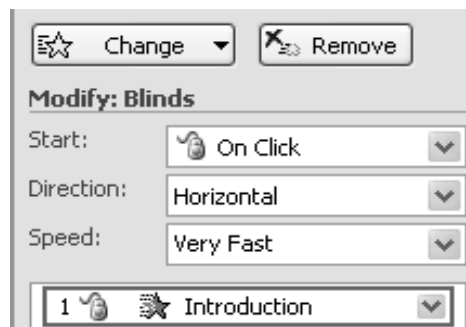 Change Remove
Modify: Blinds
Start: On Click
Direction: Horizontal
Speed: Very Fast
1 Introduction